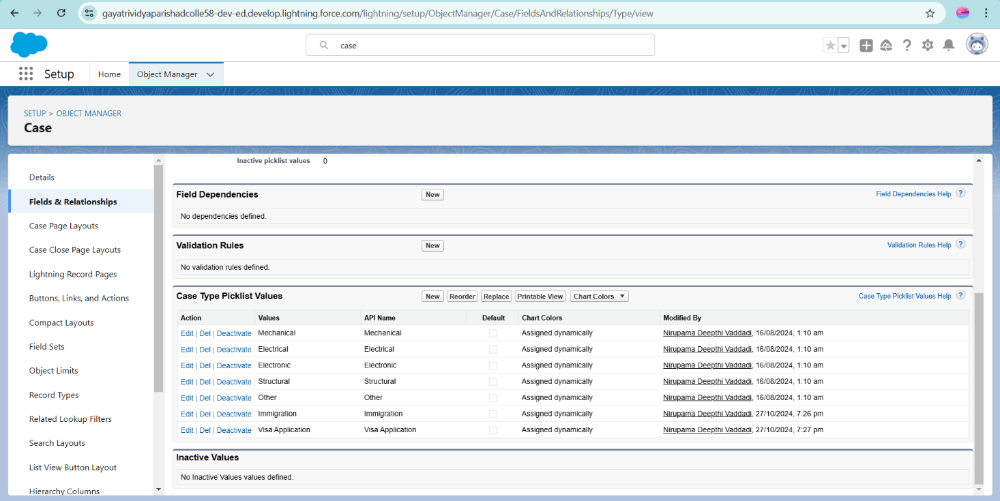 gayatrividyaparishadcolle58-dev-ed.develop.lightning.force.com/lightning/setup/ObjectManager/Case/FieldsAndRelationships/Type/view
case
Setup Home Object Manager
SETUP > OBJECT MANAGER
Case
Details
Fields & Relationships
Case Page Layouts
Case Close Page Layouts
Lightning Record Pages
Buttons, Links, and Actions
Compact Layouts
Field Sets
Object Limits
Record Types
Related Lookup Filters
Search Layouts
List View Button Layout
Hierarchy Columns
Inactive picklist values 0
Field Dependencies New Field Dependencies Help ?
No dependencies defined.
Validation Rules New Validation Rules Help ?
No validation rules defined.
Case Type Picklist Values New Reorder Replace Printable View Chart Colors Case Type Picklist Values Help ?
Action Values API Name Default Chart Colors Modified By
Edit | Del | Deactivate Mechanical Mechanical Assigned dynamically Nirupama Deepthi Vaddadi, 16/08/2024, 1:10 am
Edit | Del | Deactivate Electrical Electrical Assigned dynamically Nirupama Deepthi Vaddadi, 16/08/2024, 1:10 am
Edit | Del | Deactivate Electronic Electronic Assigned dynamically Nirupama Deepthi Vaddadi, 16/08/2024, 1:10 am
Edit | Del | Deactivate Structural Structural Assigned dynamically Nirupama Deepthi Vaddadi, 16/08/2024, 1:10 am
Edit | Del | Deactivate Other Other Assigned dynamically Nirupama Deepthi Vaddadi, 16/08/2024, 1:10 am
Edit | Del | Deactivate Immigration Immigration Assigned dynamically Nirupama Deepthi Vaddadi, 27/10/2024, 7:26 pm
Edit | Del | Deactivate Visa Application Visa Application Assigned dynamically Nirupama Deepthi Vaddadi, 27/10/2024, 7:27 pm
Inactive Values
No Inactive Values values defined.